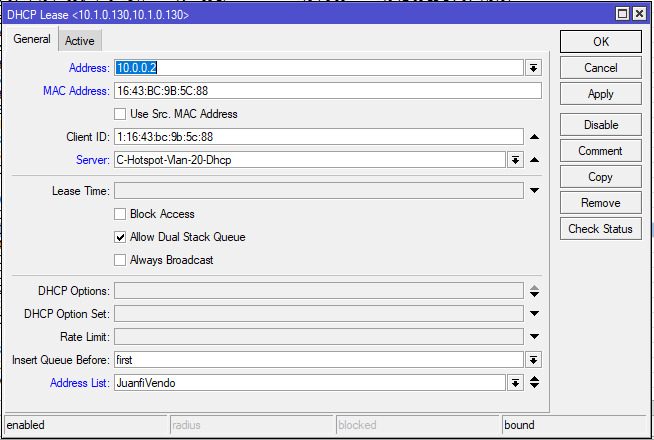 DHCP Lease <10.1.0.130,10.1.0.130>
General Active
OK
Address: 10.0.0.2
Cancel
MAC Address: 16:43:BC:9B:5C:88
Apply
Use Src. MAC Address
Disable
Client ID: 1:16:43:bc:9b:5c:88
Comment
Server: C-Hotspot-Vlan-20-Dhcp
Copy
Lease Time:
Remove
Block Access
Check Status
Allow Dual Stack Queue
Always Broadcast
DHCP Options:
DHCP Option Set:
Rate Limit:
Insert Queue Before: first
Address List: JuanfiVendo
enabled radius blocked bound